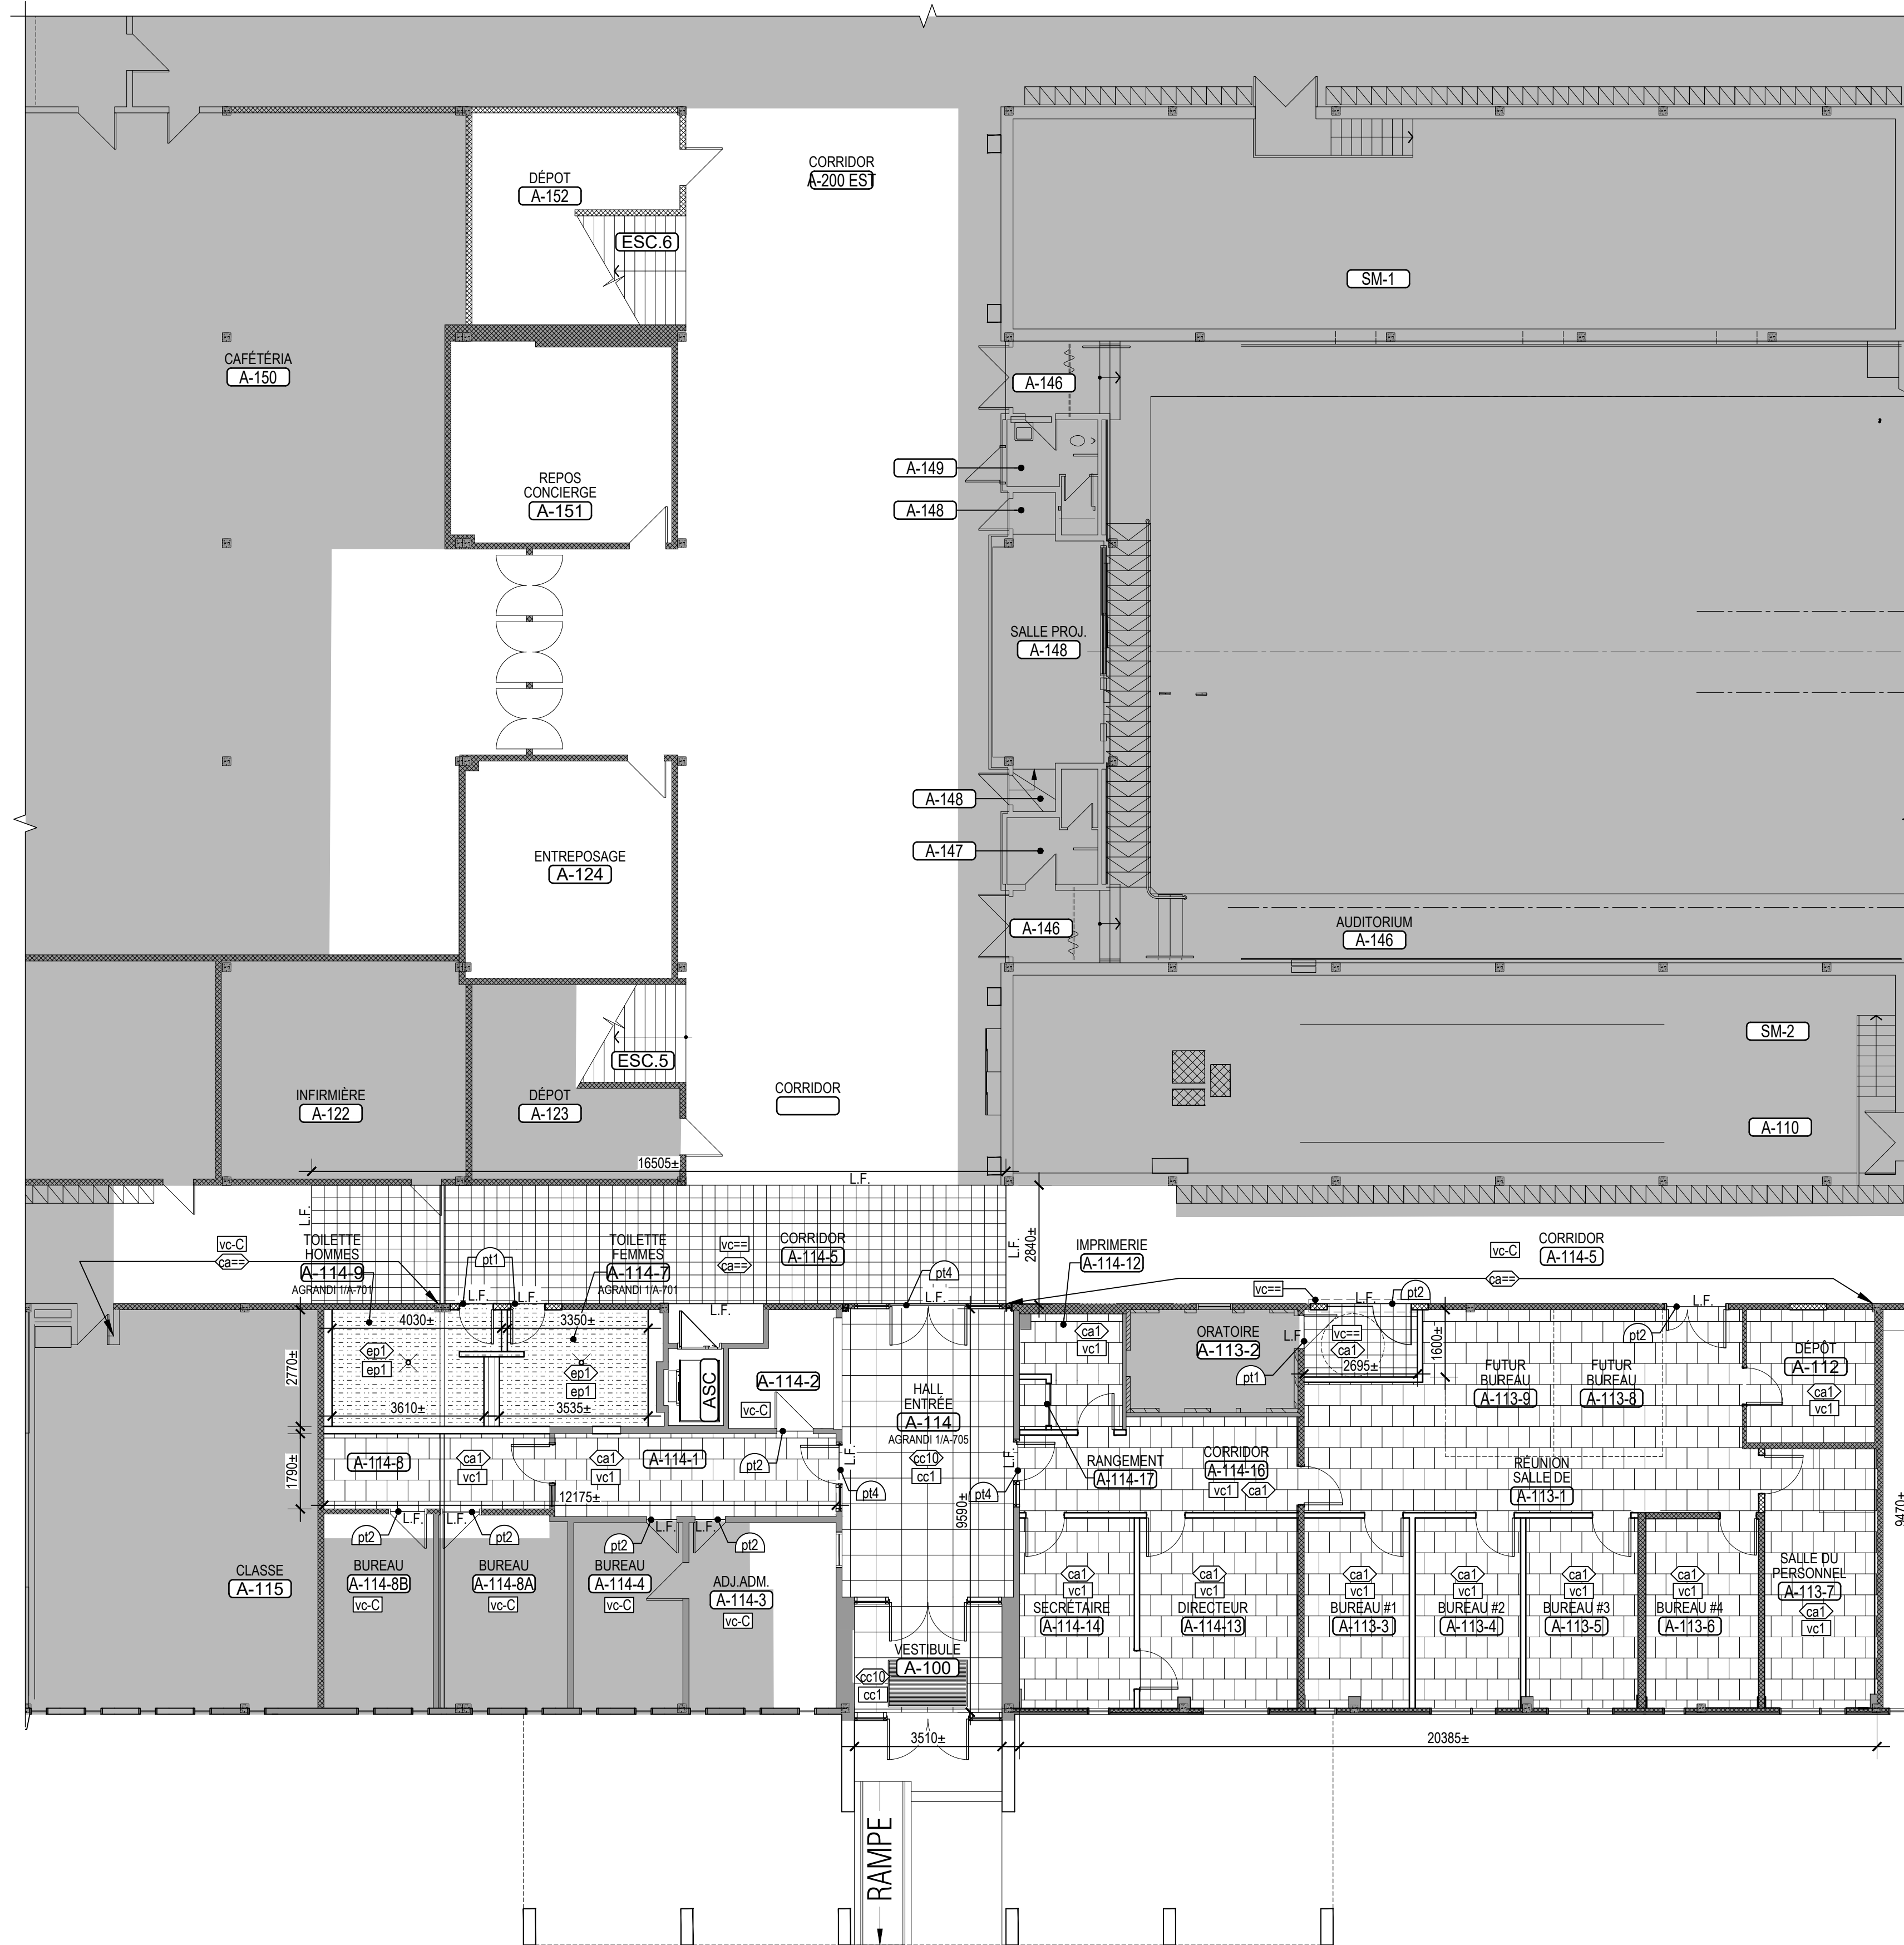 CORRIDOR
A-200 EST
DÉPOT
A-152
ESC.6
SM-1
CAFÉTÉRIA
A-150
A-146
REPOS
CONCIERGE
A-151
A-149
A-148
SALLE PROJ.
A-148
A-148
A-147
ENTREPOSAGE
A-124
A-146
AUDITORIUM
A-146
SM-2
ESC.5
INFIRMIÈRE
A-122
DÉPOT
A-123
CORRIDOR
A-110
16505±
L.F.
L.F.
L.F.
2840±
vc-C
ca==
TOILETTE
HOMMES
A-114-9
AGRANDI 1/A-701
pt1
TOILETTE
FEMMES
A-114-7
AGRANDI 1/A-701
vc==
ca==
CORRIDOR
A-114-5
pt4
IMPRIMERIE
A-114-12
vc-C
CORRIDOR
A-114-5
ca==
vc==
pt2
L.F.
L.F.
L.F.
L.F.
L.F.
L.F.
4030±
3350±
2770±
ep1
ep1
ep1
ep1
3610±
3535±
ASC
A-114-2
vc-C
HALL
ENTRÉE
A-114
AGRANDI 1/A-705
cc10
cc1
ca1
vc1
ORATOIRE
A-113-2
L.F.
pt1
vc==
ca1
2695±
1600±
FUTUR
BUREAU
A-113-9
FUTUR
BUREAU
A-113-8
pt2
DÉPÔT
A-112
ca1
vc1
1790±
A-114-8
ca1
vc1
ca1
vc1
A-114-1
pt2
L.F.
pt4
L.F.
pt4
9590±
12175±
RANGEMENT
A-114-17
CORRIDOR
A-114-16
vc1
ca1
RÉUNION
SALLE DE
A-113-1
9470±
L.F.
L.F.
L.F.
L.F.
pt2
pt2
pt2
pt2
CLASSE
A-115
BUREAU
A-114-8B
vc-C
BUREAU
A-114-8A
vc-C
BUREAU
A-114-4
vc-C
ADJ.ADM.
A-114-3
vc-C
ca1
vc1
SECRÉTAIRE
A-114-14
ca1
vc1
DIRECTEUR
A-114-13
ca1
vc1
BUREAU #1
A-113-3
ca1
vc1
BUREAU #2
A-113-4
ca1
vc1
BUREAU #3
A-113-5
ca1
vc1
BUREAU #4
A-113-6
SALLE DU
PERSONNEL
A-113-7
ca1
vc1
VESTIBULE
A-100
cc10
cc1
3510±
20385±
RAMPE